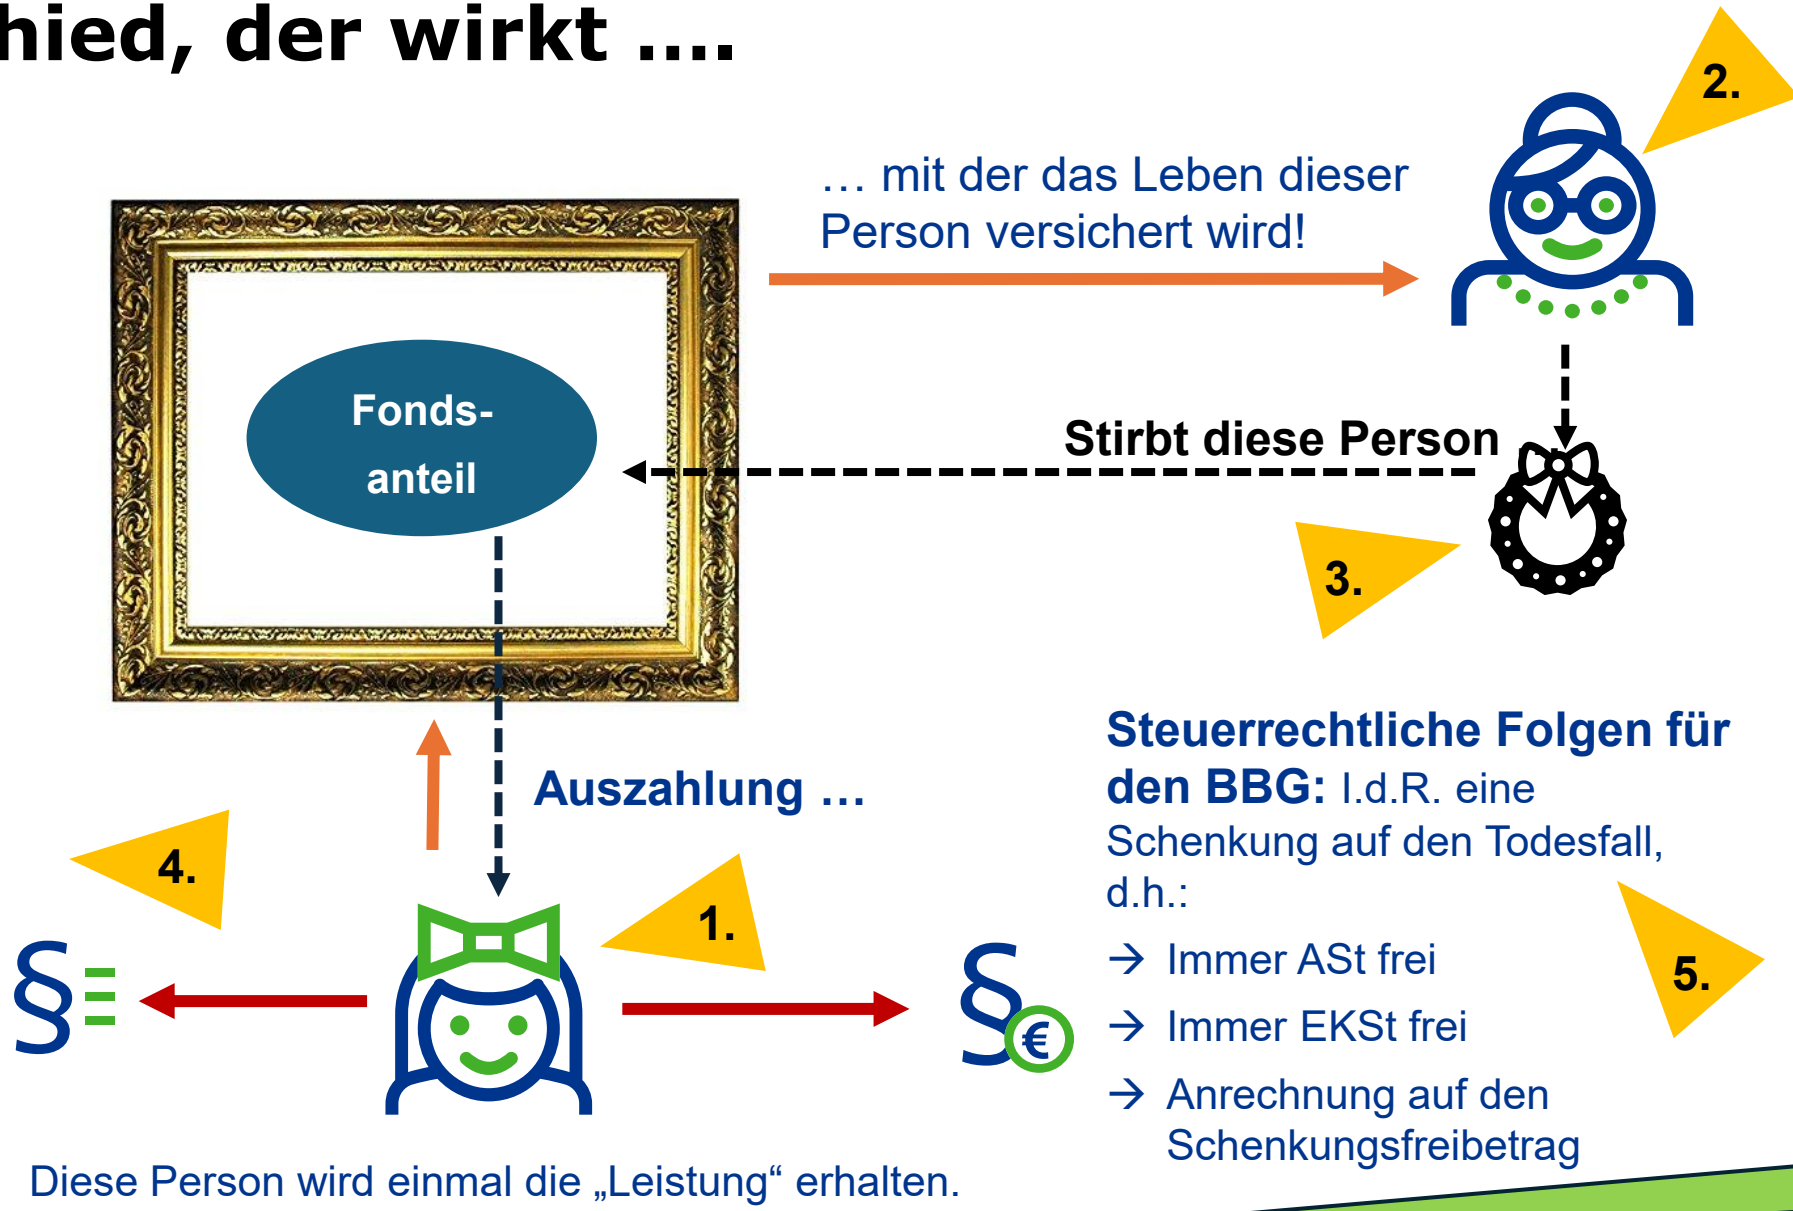 hied, der wirkt ....
2.
… mit der das Leben dieser
Person versichert wird!
Fonds-
anteil
Stirbt diese Person
3.
Auszahlung …
4.
1.
Steuerrechtliche Folgen für
den BBG: I.d.R. eine
Schenkung auf den Todesfall,
d.h.:
→ Immer ASt frei
→ Immer EKSt frei
→ Anrechnung auf den
Schenkungsfreibetrag
5.
§
§
€
Diese Person wird einmal die „Leistung“ erhalten.